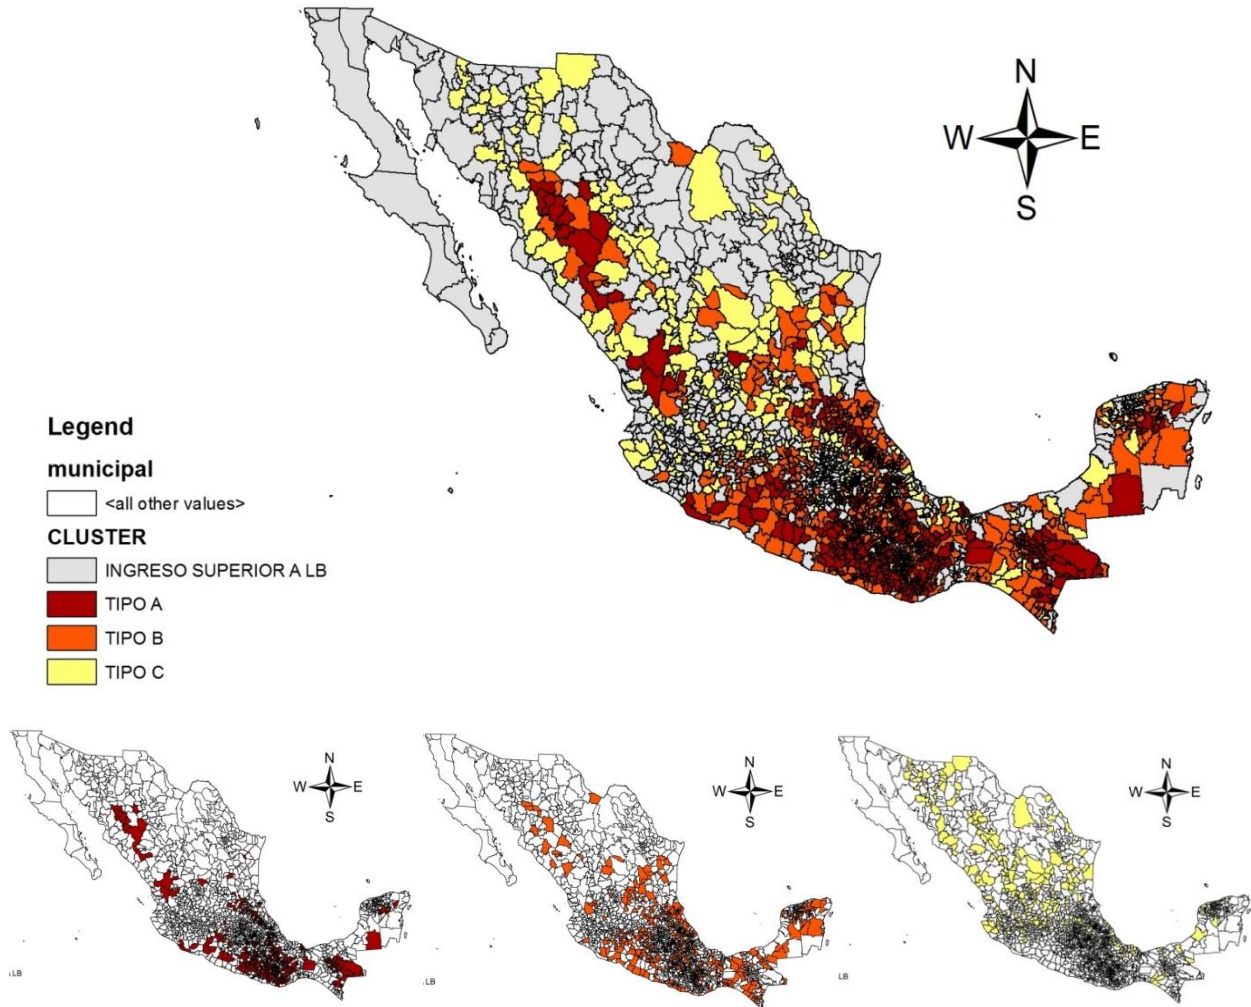 N
W E
S
Legend
municipal
<all other values>
CLUSTER
INGRESO SUPERIOR A LB
TIPO A
TIPO B
TIPO C
N
W E
S
N
W E
S
N
W E
S
A LB
LB
LB